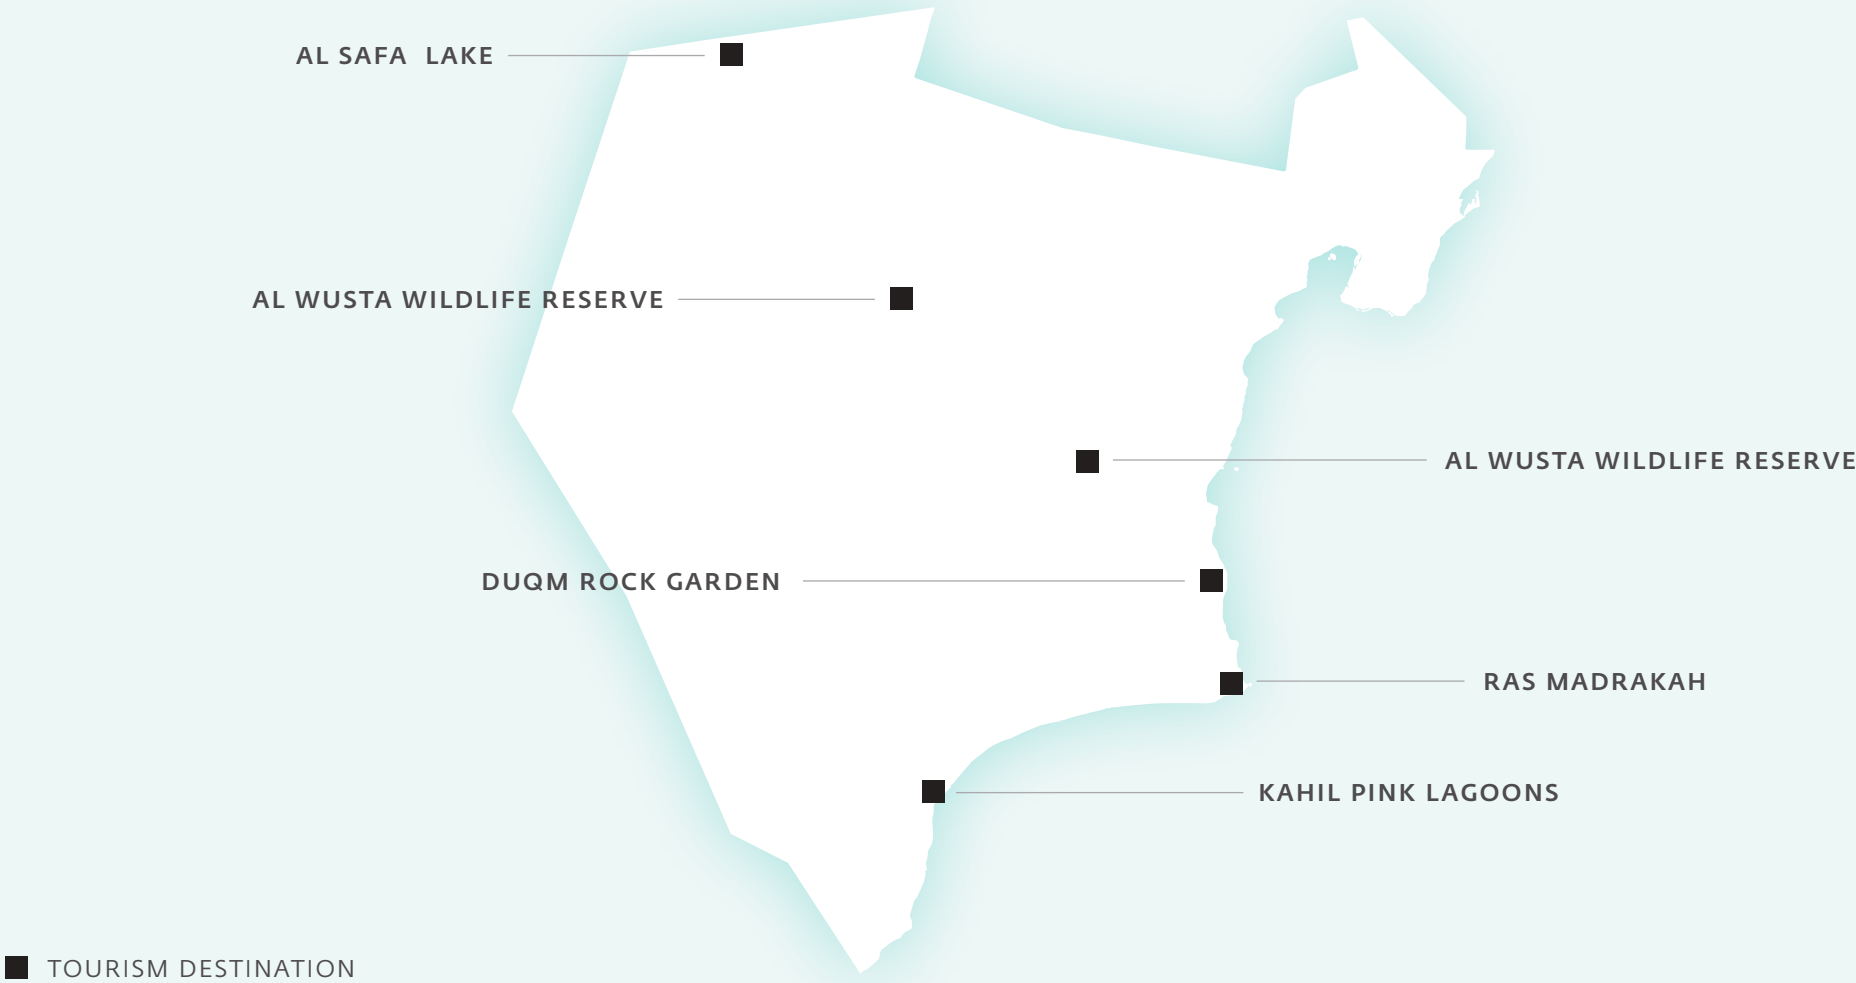 AL SAFA  LAKE
AL WUSTA WILDLIFE RESERVE
AL WUSTA WILDLIFE RESERVE
DUQM ROCK GARDEN
RAS MADRAKAH
KAHIL PINK LAGOONS
TOURISM DESTINATION